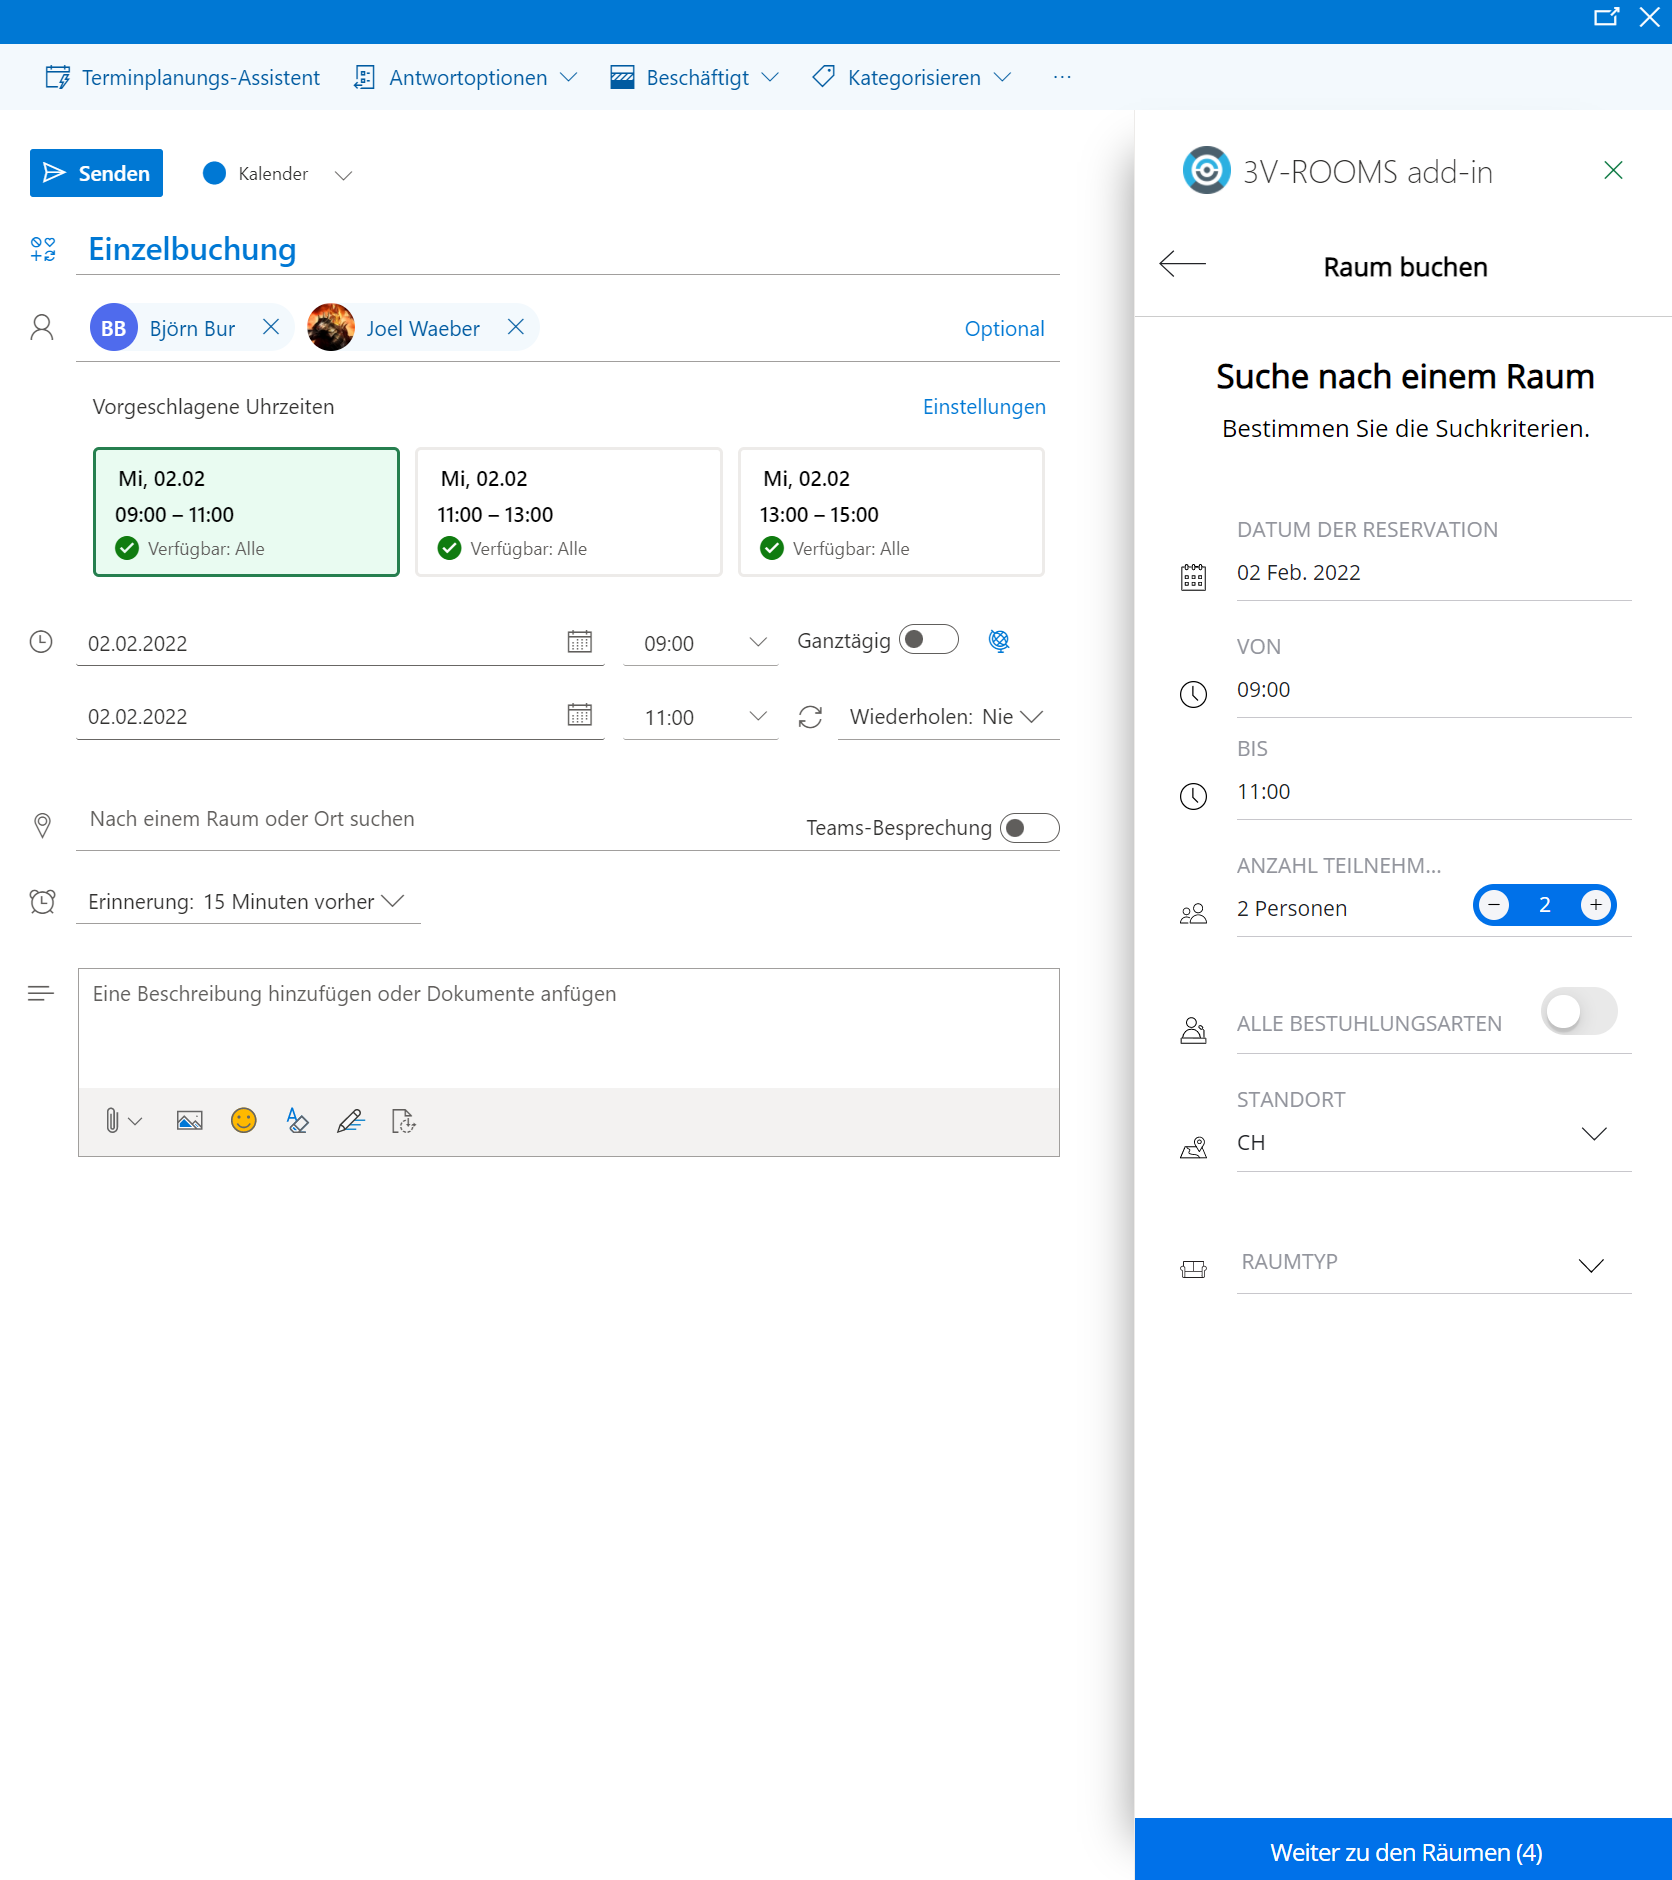 Terminplanungs-Assistent Antwortoptionen Beschäftigt Kategorisieren ...
Senden Kalender
Einzelbuchung
BB Björn Bur Joel Waeber Optional
Vorgeschlagene Uhrzeiten Einstellungen
Mi, 02.02
09:00 – 11:00
Verfügbar: Alle
Mi, 02.02
11:00 – 13:00
Verfügbar: Alle
Mi, 02.02
13:00 – 15:00
Verfügbar: Alle
02.02.2022 09:00 Ganztägig
02.02.2022 11:00 Wiederholen: Nie
Nach einem Raum oder Ort suchen Teams-Besprechung
Erinnerung: 15 Minuten vorher
Eine Beschreibung hinzufügen oder Dokumente anfügen
3V-ROOMS add-in
Raum buchen
Suche nach einem Raum
Bestimmen Sie die Suchkriterien.
DATUM DER RESERVATION
02 Feb. 2022
VON
09:00
BIS
11:00
ANZAHL TEILNEHM...
2 Personen − 2 +
ALLE BESTUHLUNGSARTEN
STANDORT
CH
RAUMTYP
Weiter zu den Räumen (4)